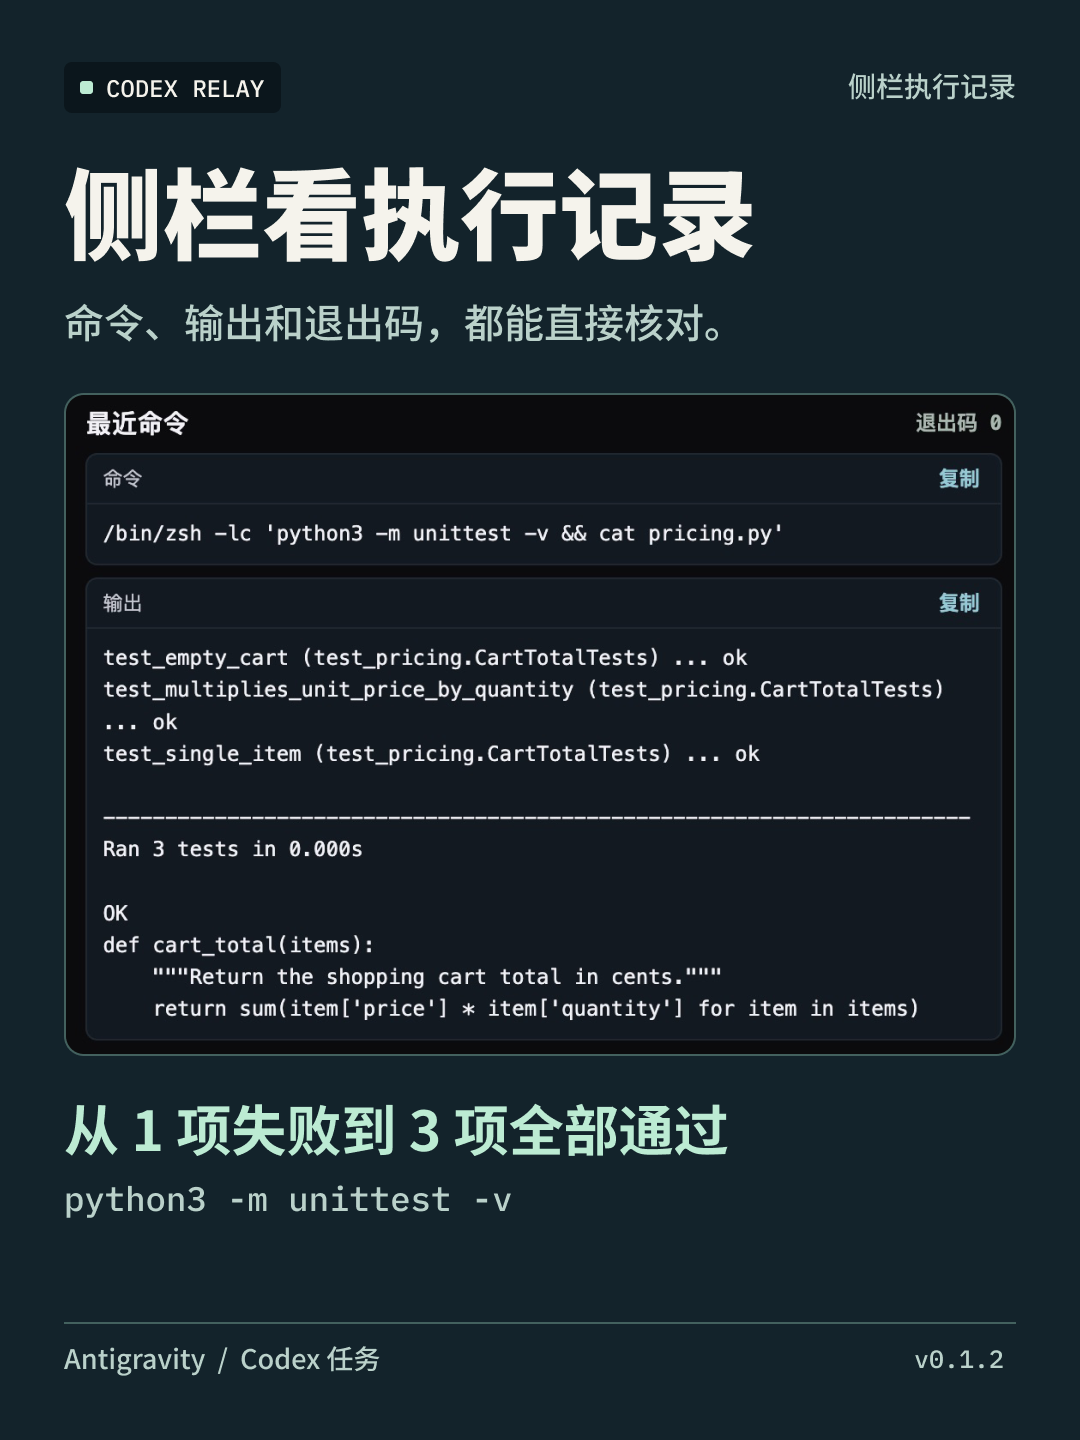 CODEX RELAY
侧栏执行记录
侧栏看执行记录
命令、输出和退出码，都能直接核对。
最近命令
退出码 0
命令
复制
/bin/zsh -lc 'python3 -m unittest -v && cat pricing.py'
输出
复制
test_empty_cart (test_pricing.CartTotalTests) ... ok
test_multiplies_unit_price_by_quantity (test_pricing.CartTotalTests)
... ok
test_single_item (test_pricing.CartTotalTests) ... ok
----------------------------------------------------------------------
Ran 3 tests in 0.000s
OK
def cart_total(items):
    """Return the shopping cart total in cents."""
    return sum(item['price'] * item['quantity'] for item in items)
从 1 项失败到 3 项全部通过
python3 -m unittest -v
Antigravity / Codex 任务
v0.1.2